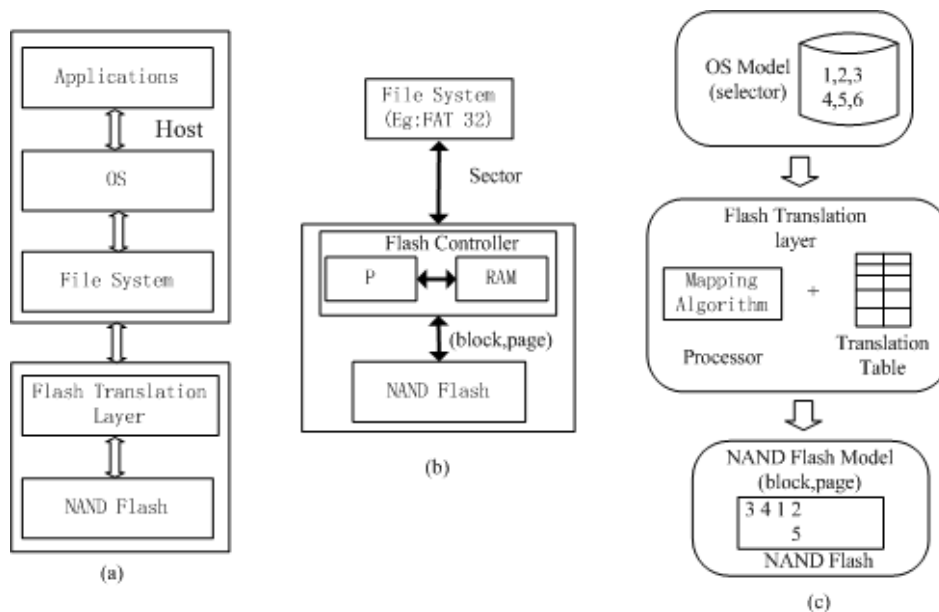 Applications
Host
OS
File System
Flash Translation
Layer
NAND Flash
(a)
File System
(Eg:FAT 32)
Sector
Flash Controller
P
RAM
(block,page)
NAND Flash
(b)
OS Model
(selector)
1,2,3
4,5,6
Flash Translation
layer
Mapping
Algorithm
+
Processor
Translation
Table
NAND Flash Model
(block,page)
3 4 1 2
5
NAND Flash
(c)